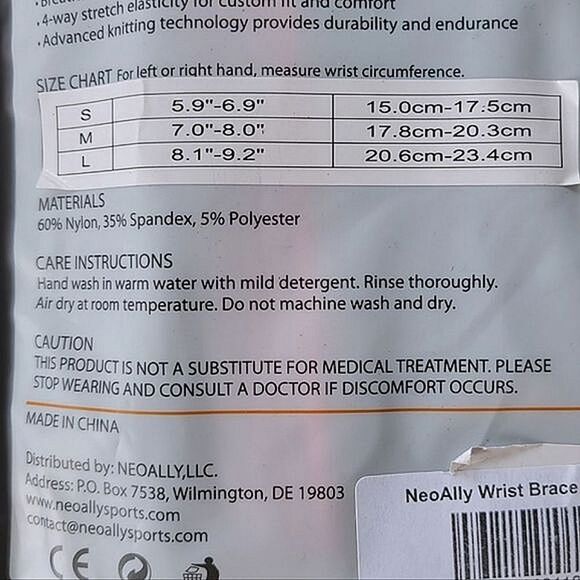 · 4-way stretch elasticity for custom fit and comfort
· Advanced knitting technology provides durability and endurance
SIZE CHART For left or right hand, measure wrist circumference.
S 5.9"-6.9" 15.0cm-17.5cm
M 7.0"-8.0" 17.8cm-20.3cm
L 8.1"-9.2" 20.6cm-23.4cm
MATERIALS
60% Nylon, 35% Spandex, 5% Polyester
CARE INSTRUCTIONS
Hand wash in warm water with mild detergent. Rinse thoroughly.
Air dry at room temperature. Do not machine wash and dry.
CAUTION
THIS PRODUCT IS NOT A SUBSTITUTE FOR MEDICAL TREATMENT. PLEASE
STOP WEARING AND CONSULT A DOCTOR IF DISCOMFORT OCCURS.
MADE IN CHINA
Distributed by: NEOALLY,LLC.
Address: P.O. Box 7538, Wilmington, DE 19803
www.neoallysports.com
contact@neoallysports.com
NeoAlly Wrist Brace
CE